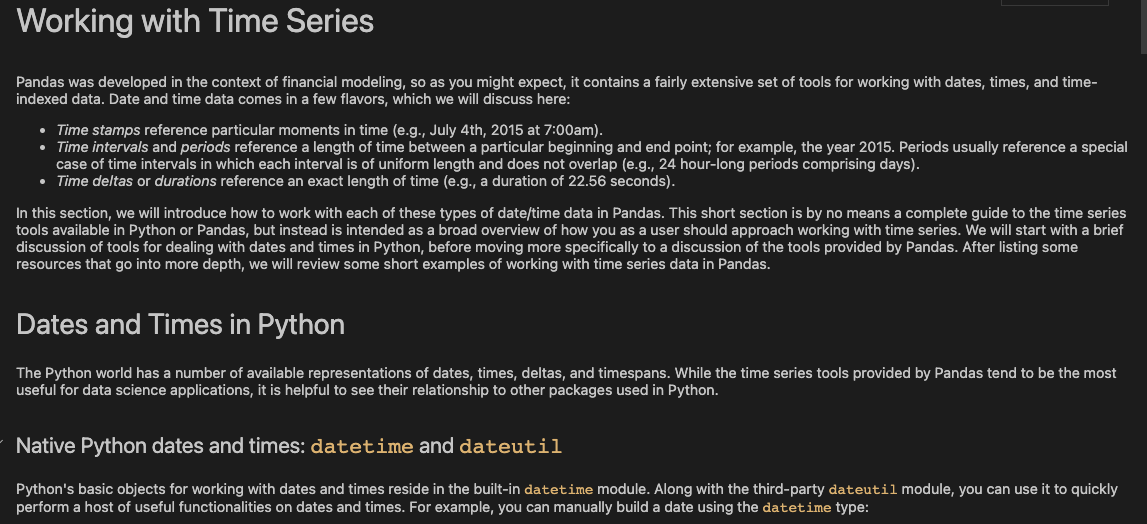 Working with Time Series
Pandas was developed in the context of financial modeling, so as you might expect, it contains a fairly extensive set of tools for working with dates, times, and time-
indexed data. Date and time data comes in a few flavors, which we will discuss here:
• Time stamps reference particular moments in time (e.g., July 4th, 2015 at 7:00am).
• Time intervals and periods reference a length of time between a particular beginning and end point; for example, the year 2015. Periods usually reference a special
case of time intervals in which each interval is of uniform length and does not overlap (e.g., 24 hour-long periods comprising days).
• Time deltas or durations reference an exact length of time (e.g., a duration of 22.56 seconds).
In this section, we will introduce how to work with each of these types of date/time data in Pandas. This short section is by no means a complete guide to the time series
tools available in Python or Pandas, but instead is intended as a broad overview of how you as a user should approach working with time series. We will start with a brief
discussion of tools for dealing with dates and times in Python, before moving more specifically to a discussion of the tools provided by Pandas. After listing some
resources that go into more depth, we will review some short examples of working with time series data in Pandas.
Dates and Times in Python
The Python world has a number of available representations of dates, times, deltas, and timespans. While the time series tools provided by Pandas tend to be the most
useful for data science applications, it is helpful to see their relationship to other packages used in Python.
Native Python dates and times: datetime and dateutil
Python's basic objects for working with dates and times reside in the built-in datetime module. Along with the third-party dateutil module, you can use it to quickly
perform a host of useful functionalities on dates and times. For example, you can manually build a date using the datetime type: